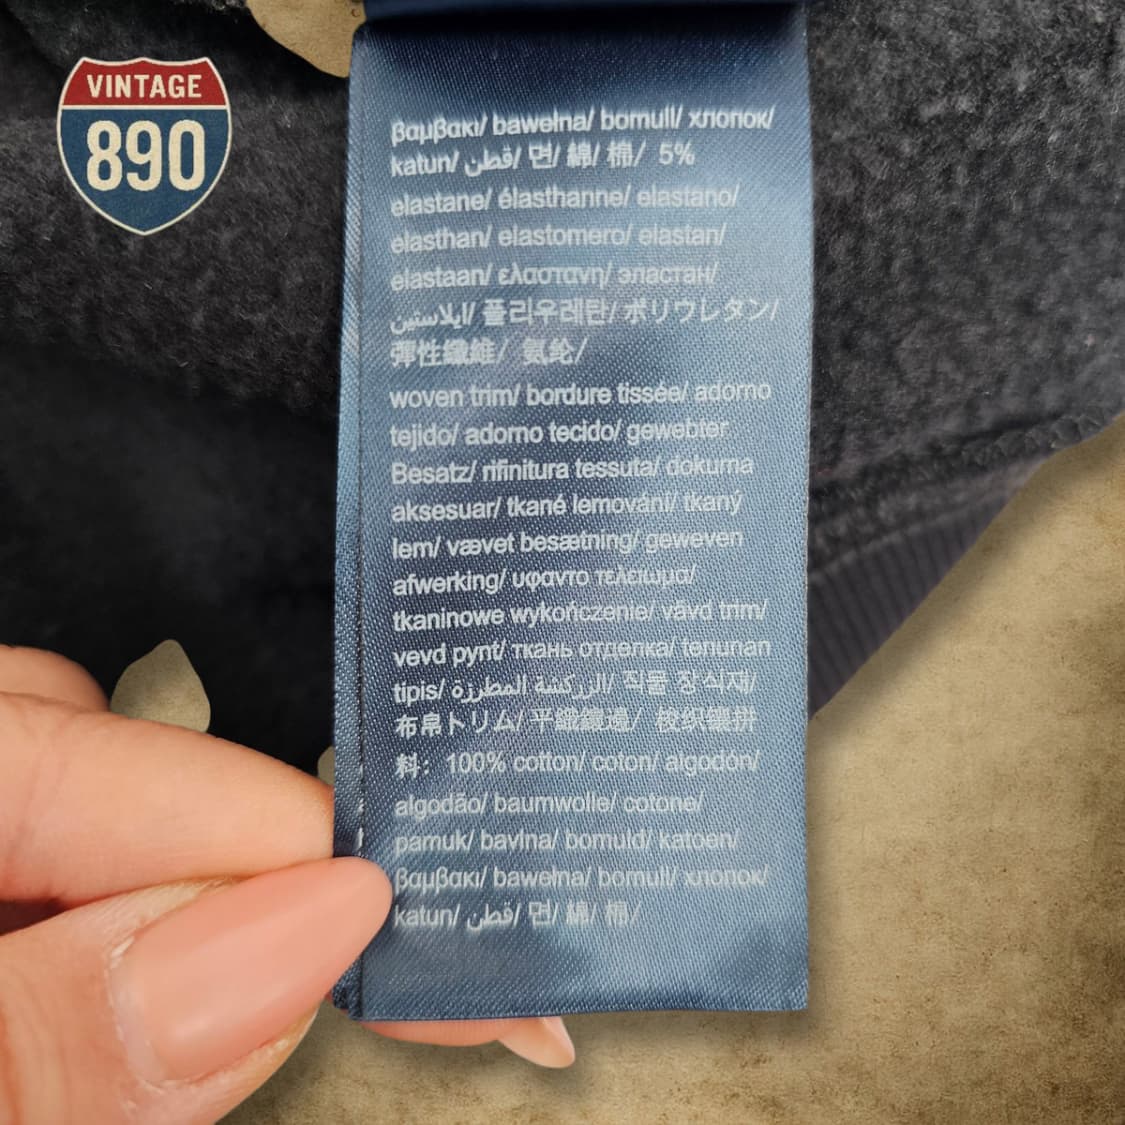 VINTAGE
890
βαμβακι/ bawełna/ bomull/ хлопок/
katun/ قطن/ 면/ 綿/ 棉/ 5%
elastane/ élasthanne/ elastano/
elasthan/ elastomero/ elastan/
elastaan/ ελαστανη/ эластан/
ايلاستين/ 폴리우레탄/ ポリウレタン/
彈性纖維/ 氨纶/
woven trim/ bordure tissée/ adorno
tejido/ adorno tecido/ gewebter
Besatz/ rifinitura tessuta/ dokuma
aksesuar/ tkané lemování/ tkaný
lem/ vævet besætning/ geweven
afwerking/ υφαντο τελειωμα/
tkaninowe wykończenie/ vävd trim/
vevd pynt/ ткань отделка/ tenunan
tipis/ الزركشة المطرزة/ 직물 장식재/
布帛トリム/ 平織鑲邊/ 梭织镶拼
料：100% cotton/ coton/ algodón/
algodão/ baumwolle/ cotone/
pamuk/ bavlna/ bomuld/ katoen/
βαμβακι/ bawełna/ bomull/ хлопок/
katun/ قطن/ 면/ 綿/ 棉/